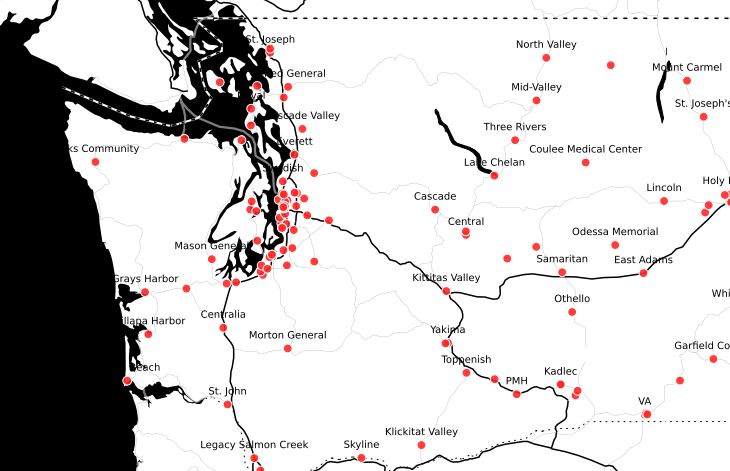 St. Joseph
North Valley
ed General
Mount Carmel
Mid-Valley
St. Joseph's
scade Valley
Three Rivers
Everett
ks Community
Coulee Medical Center
Lake Chelan
dish
Cascade
Lincoln
Holy
Central
Odessa Memorial
Mason General
Samaritan
East Adams
Grays Harbor
Kittitas Valley
Whi
Othello
Centralia
Yakima
Morton General
Garfield Co
Toppenish
Kadlec
PMH
St. John
VA
Klickitat Valley
Legacy Salmon Creek
Skyline